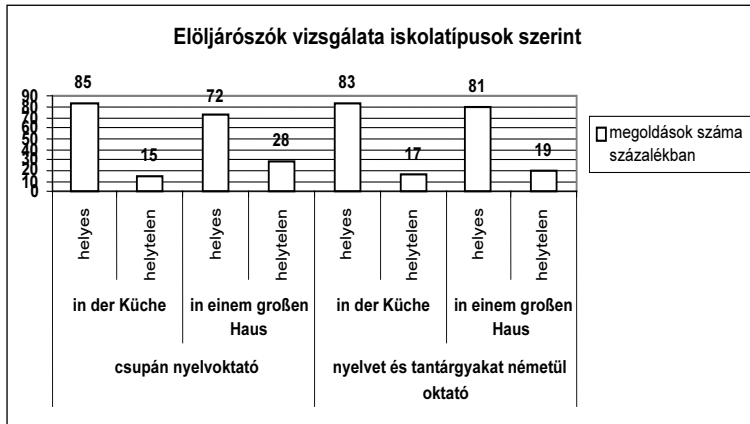 Elöljárószók vizsgálata iskolatípusok szerint
85
15
72
28
83
17
81
19
90
80
70
60
50
40
30
20
10
0
megoldások száma
százalékban
helyes
helytelen
helyes
helytelen
helyes
helytelen
helyes
helytelen
in der Küche
in einem großen
Haus
in der Küche
in einem großen
Haus
csupán nyelvoktató
nyelvet és tantárgyakat németül
oktató